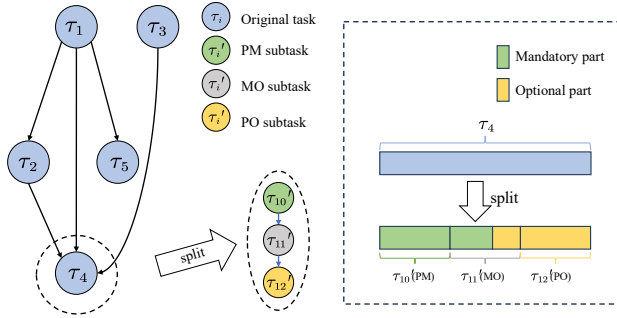 τ₁
τ₃
τ₂
τ₅
τ₄
τᵢ Original task
τᵢ′ PM subtask
τᵢ′ MO subtask
τᵢ′ PO subtask
split
τ₁₀′
τ₁₁′
τ₁₂′
Mandatory part
Optional part
τ₄
split
τ₁₀(PM) τ₁₁(MO) τ₁₂(PO)